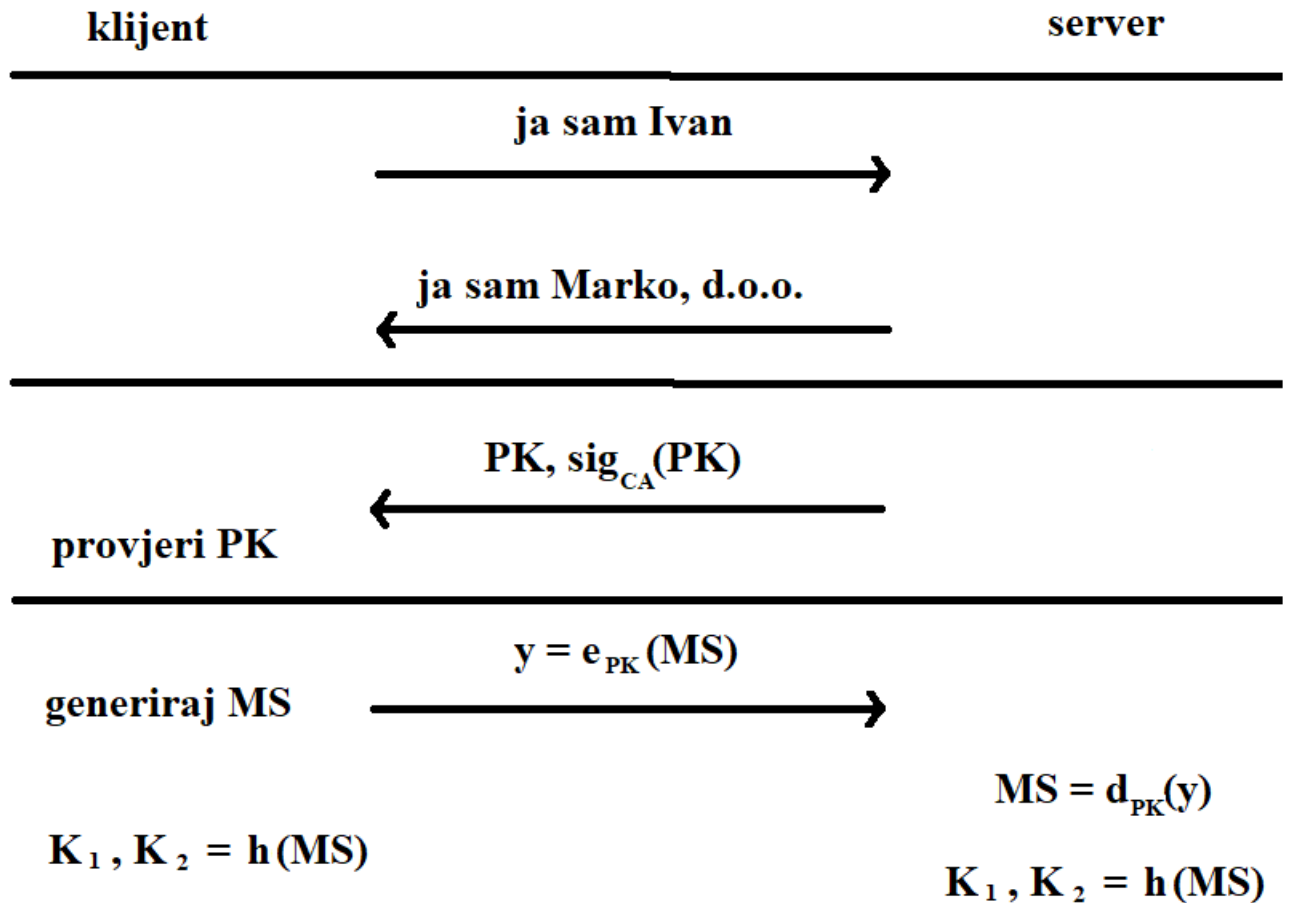 klijent
server
ja sam Ivan
ja sam Marko, d.o.o.
PK, sig_CA(PK)
provjeri PK
y = e_PK(MS)
generiraj MS
MS = d_PK(y)
K₁ , K₂ = h(MS)
K₁ , K₂ = h(MS)